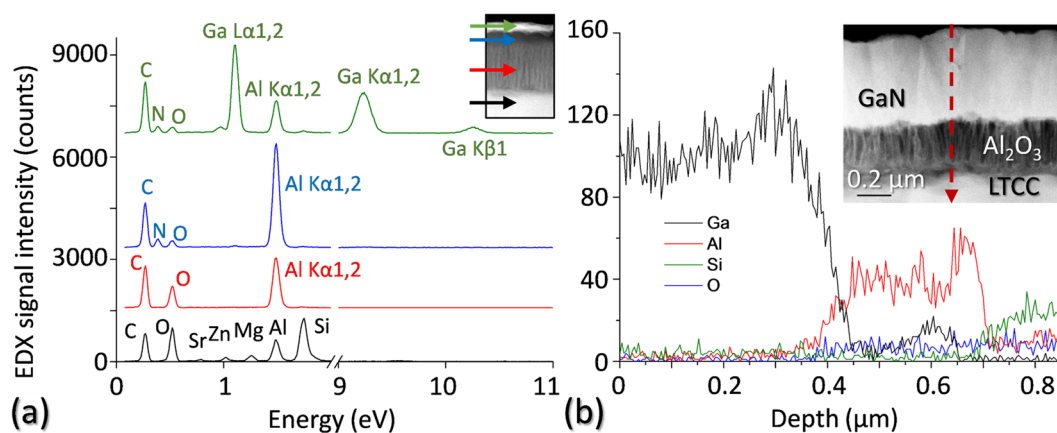 EDX signal intensity (counts)
9000
6000
3000
0
Ga Lα1,2
C
N
O
Al Kα1,2
Ga Kα1,2
Ga Kβ1
C
N
O
Al Kα1,2
C
O
Al Kα1,2
C
O
Sr
Zn
Mg
Al
Si
0
1
9
10
11
(a)
Energy (eV)
160
120
80
40
0
Ga
Al
Si
O
GaN
Al₂O₃
0.2 µm
LTCC
0
0.2
0.4
0.6
0.8
(b)
Depth (µm)